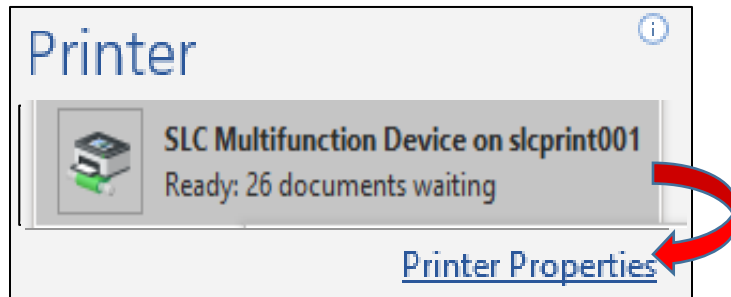 Printer
SLC Multifunction Device on slcprint001
Ready: 26 documents waiting
Printer Properties